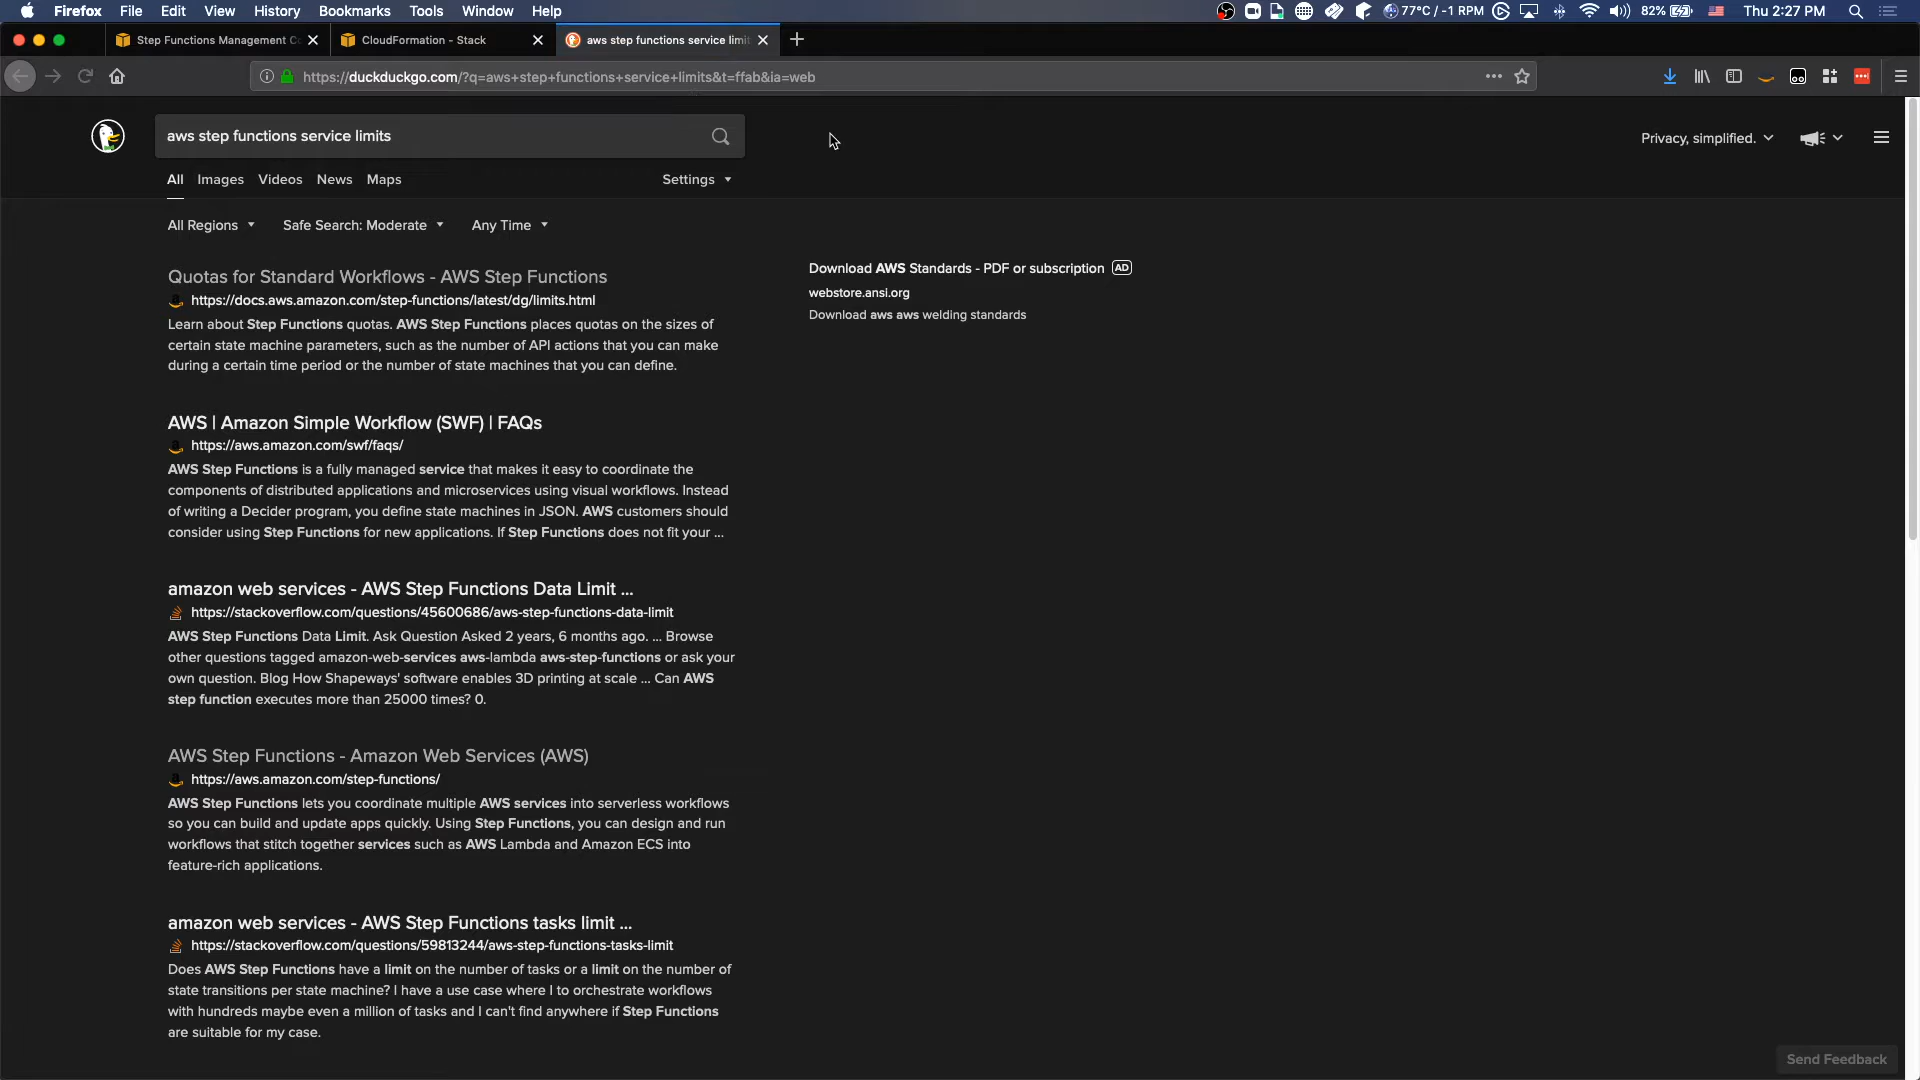 Firefox File Edit View History Bookmarks Tools Window Help 77°C / -1 RPM 82% Thu 2:27 PM
Step Functions Management Co CloudFormation - Stack aws step functions service limit
https://duckduckgo.com/?q=aws+step+functions+service+limits&t=ffab&ia=web
aws step functions service limits
Privacy, simplified.
All Images Videos News Maps Settings
All Regions Safe Search: Moderate Any Time
Quotas for Standard Workflows - AWS Step Functions
https://docs.aws.amazon.com/step-functions/latest/dg/limits.html
Learn about Step Functions quotas. AWS Step Functions places quotas on the sizes of
certain state machine parameters, such as the number of API actions that you can make
during a certain time period or the number of state machines that you can define.
Download AWS Standards - PDF or subscription AD
webstore.ansi.org
Download aws aws welding standards
AWS | Amazon Simple Workflow (SWF) | FAQs
https://aws.amazon.com/swf/faqs/
AWS Step Functions is a fully managed service that makes it easy to coordinate the
components of distributed applications and microservices using visual workflows. Instead
of writing a Decider program, you define state machines in JSON. AWS customers should
consider using Step Functions for new applications. If Step Functions does not fit your ...
amazon web services - AWS Step Functions Data Limit ...
https://stackoverflow.com/questions/45600686/aws-step-functions-data-limit
AWS Step Functions Data Limit. Ask Question Asked 2 years, 6 months ago. ... Browse
other questions tagged amazon-web-services aws-lambda aws-step-functions or ask your
own question. Blog How Shapeways' software enables 3D printing at scale ... Can AWS
step function executes more than 25000 times? 0.
AWS Step Functions - Amazon Web Services (AWS)
https://aws.amazon.com/step-functions/
AWS Step Functions lets you coordinate multiple AWS services into serverless workflows
so you can build and update apps quickly. Using Step Functions, you can design and run
workflows that stitch together services such as AWS Lambda and Amazon ECS into
feature-rich applications.
amazon web services - AWS Step Functions tasks limit ...
https://stackoverflow.com/questions/59813244/aws-step-functions-tasks-limit
Does AWS Step Functions have a limit on the number of tasks or a limit on the number of
state transitions per state machine? I have a use case where I to orchestrate workflows
with hundreds maybe even a million of tasks and I can't find anywhere if Step Functions
are suitable for my case.
Send Feedback